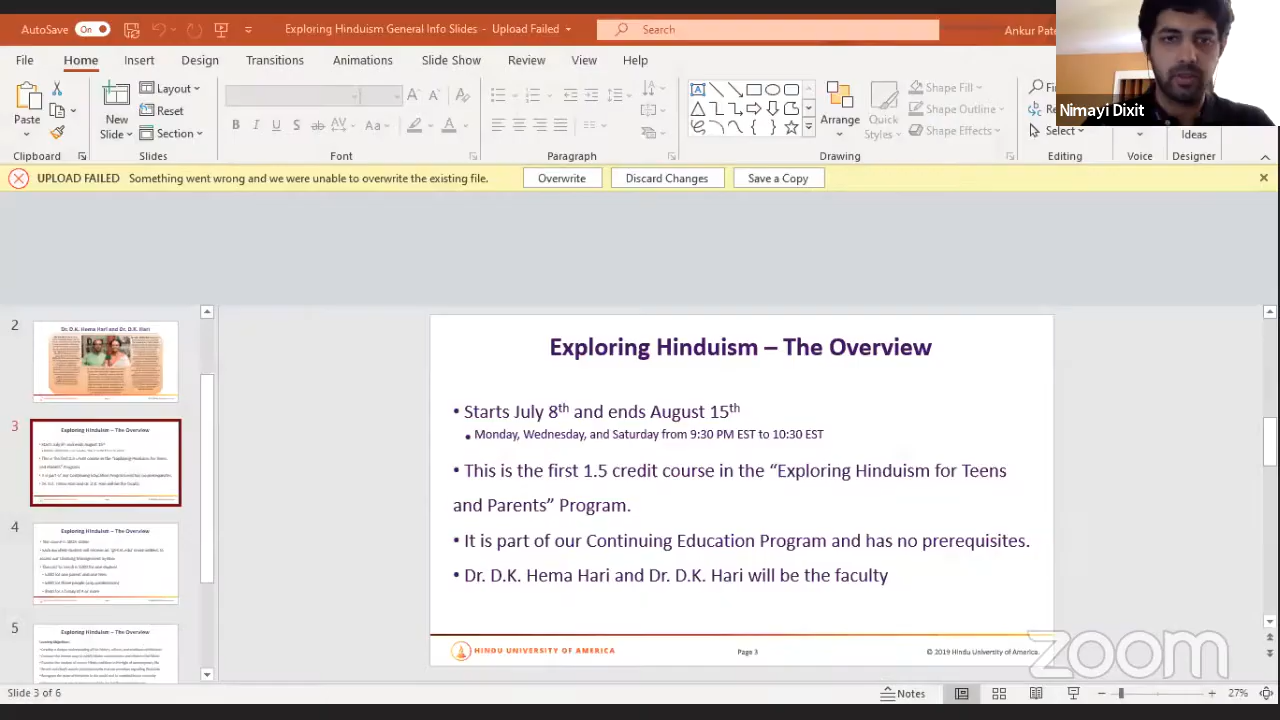 AutoSave On
Exploring Hinduism General Info Slides - Upload Failed
Search
Ankur
File Home Insert Design Transitions Animations Slide Show Review View Help
Paste
New
Slide
Layout
Reset
Section
B I U S ab AV Aa A
Arrange
Quick
Styles
Shape Fill
Shape Outline
Shape Effects
Select
Ideas
Clipboard Slides Font Paragraph Drawing Editing Voice Designer
Nimayi Dixit
UPLOAD FAILED Something went wrong and we were unable to overwrite the existing file. Overwrite Discard Changes Save a Copy
2
Dr. D.K. Hema Hari and Dr. D.K. Hari
3
Exploring Hinduism – The Overview
4
Exploring Hinduism – The Overview
5
Exploring Hinduism – The Overview
Exploring Hinduism – The Overview
• Starts July 8th and ends August 15th
• Monday, Wednesday, and Saturday from 9:30 PM EST to 10:30 EST
• This is the first 1.5 credit course in the “Exploring Hinduism for Teens
and Parents” Program.
• It is part of our Continuing Education Program and has no prerequisites.
• Dr. D.K. Hema Hari and Dr. D.K. Hari will be the faculty
HINDU UNIVERSITY OF AMERICA
Page 3
© 2019 Hindu University of America.
zoom
Slide 3 of 6
Notes
27%